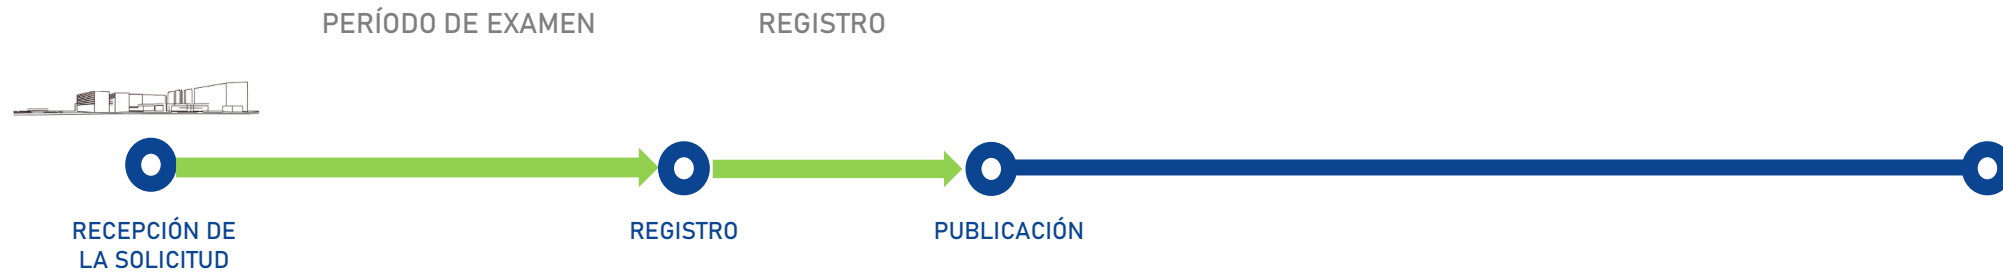 PERÍODO DE EXAMEN
REGISTRO
RECEPCIÓN DE
LA SOLICITUD
REGISTRO
PUBLICACIÓN